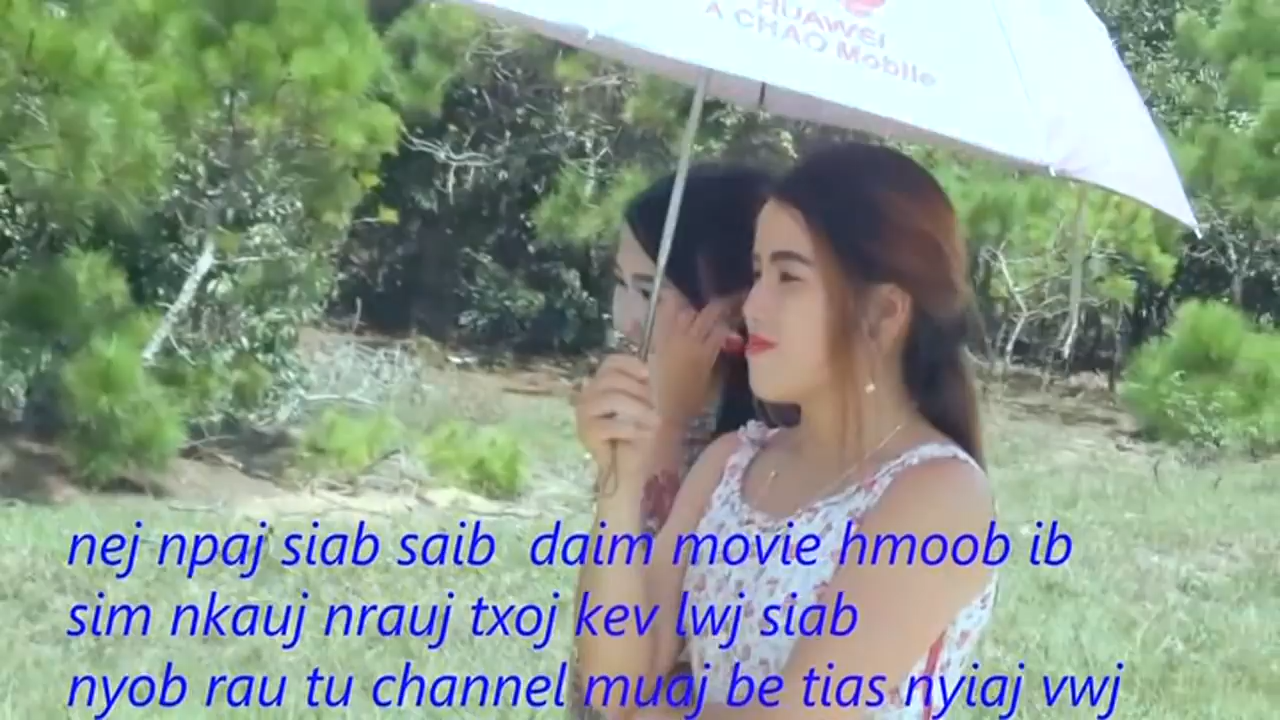 HUAWEI
A CHAO Mobile
nej npaj siab saib daim movie hmoob ib
sim nkauj nrauj txoj kev lwj siab
nyob rau tu channel muaj be tias nyiaj vwj